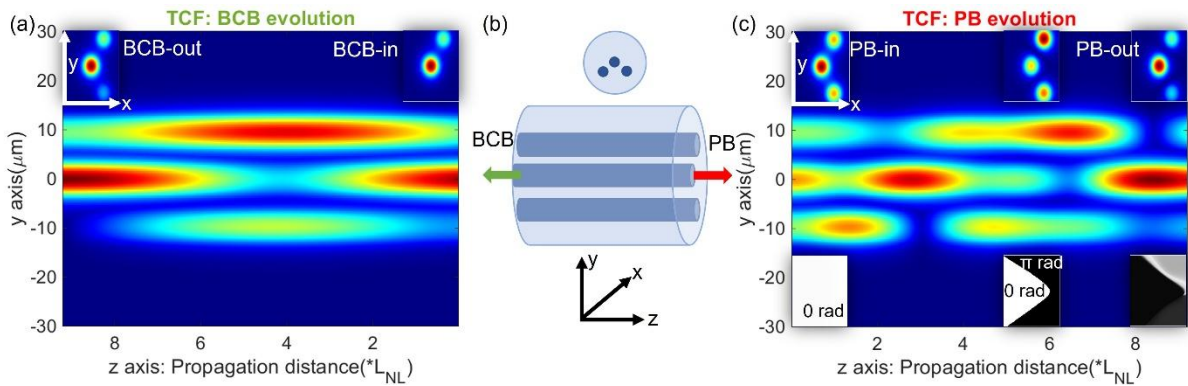 (a)
TCF: BCB evolution
30
20
10
0
-10
-20
-30
y axis(μm)
BCB-out
BCB-in
y
x
8
6
4
2
z axis: Propagation distance(*L_NL)
(b)
BCB
PB
y
x
z
(c)
TCF: PB evolution
30
20
10
0
-10
-20
-30
y axis(μm)
PB-in
PB-out
y
x
0 rad
π rad
0 rad
2
4
6
8
z axis: Propagation distance(*L_NL)